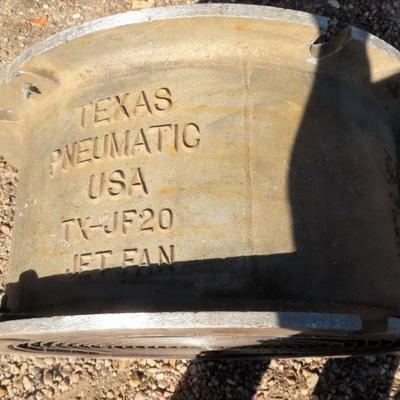 TEXAS
PNEUMATIC
USA
TX-JF20
JET FAN